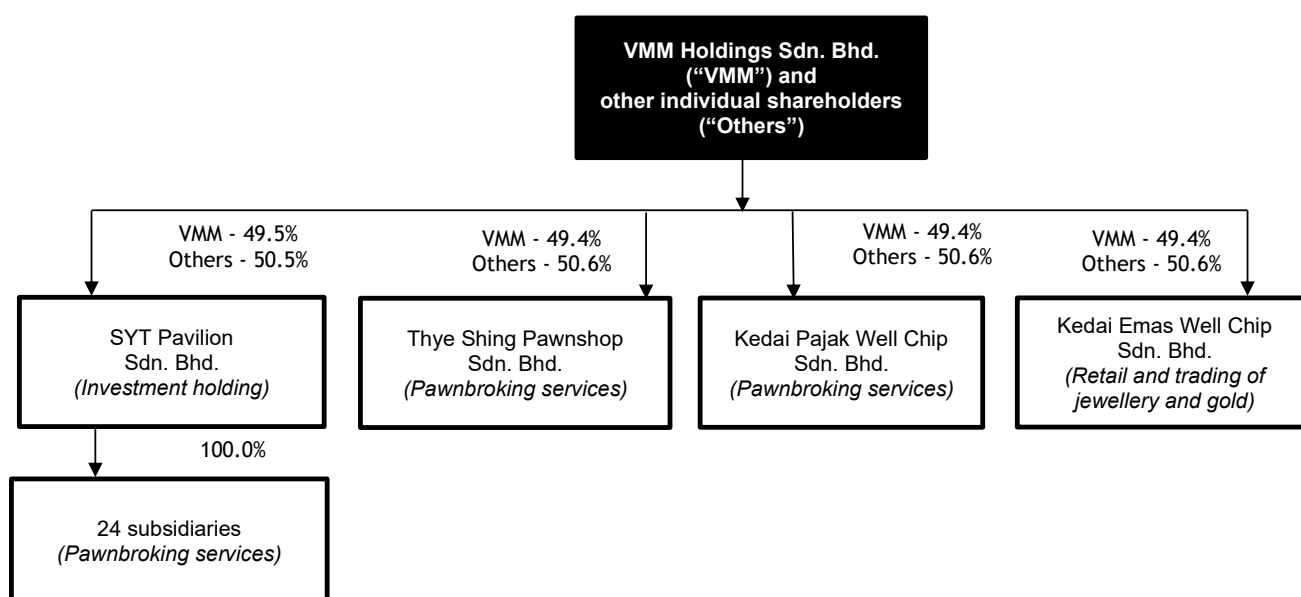 VMM Holdings Sdn. Bhd.
(“VMM”) and
other individual shareholders
(“Others”)
VMM - 49.5%
Others - 50.5%
VMM - 49.4%
Others - 50.6%
VMM - 49.4%
Others - 50.6%
VMM - 49.4%
Others - 50.6%
SYT Pavilion
Sdn. Bhd.
(Investment holding)
Thye Shing Pawnshop
Sdn. Bhd.
(Pawnbroking services)
Kedai Pajak Well Chip
Sdn. Bhd.
(Pawnbroking services)
Kedai Emas Well Chip
Sdn. Bhd.
(Retail and trading of
jewellery and gold)
100.0%
24 subsidiaries
(Pawnbroking services)